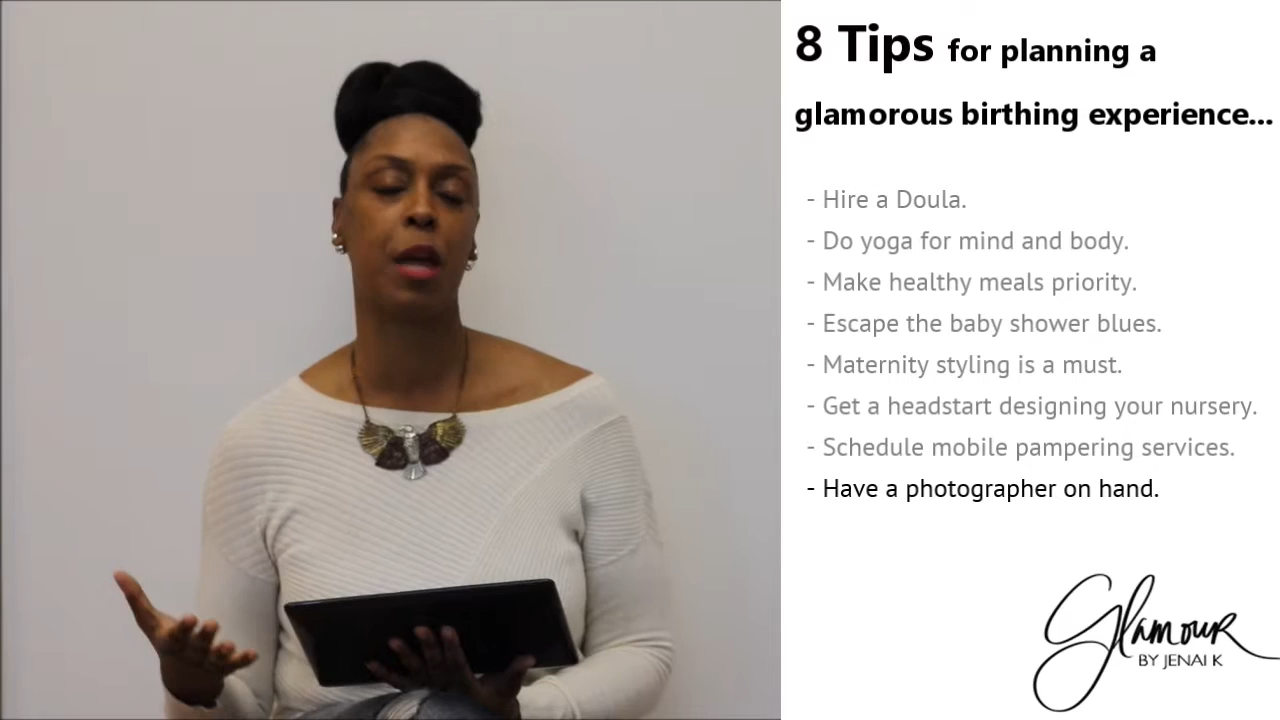 8 Tips for planning a
glamorous birthing experience...
- Hire a Doula.
- Do yoga for mind and body.
- Make healthy meals priority.
- Escape the baby shower blues.
- Maternity styling is a must.
- Get a headstart designing your nursery.
- Schedule mobile pampering services.
- Have a photographer on hand.
Glamour
BY JENAI K